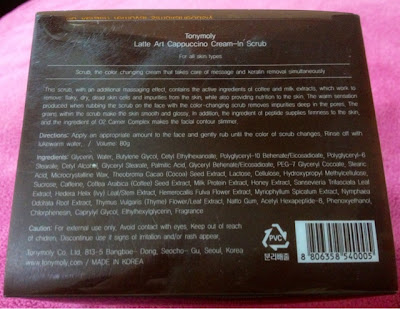 Tonymoly
Latte Art Cappuccino Cream-In Scrub
For all skin types
Scrub, the color changing cream that takes care of message and keratin removal simultaneously
This scrub, with an additional massaging effect, contains the active ingredients of coffee and milk extracts, which work to
remove flaky, dry, dead skin cells and impurities from the skin, while also providing nutrition to the skin. The warm sensation
produced when rubbing the scrub on the face with the color-changing scrub removes impurities deep in the pores. The
grains within the scrub make the skin smooth and glossy. In addition, the ingredient of peptide supplies firmness to the skin,
and the ingredient of O2 Carrier Complex makes the facial contour slimmer.
Directions: Apply an appropriate amount to the face and gently rub until the color of scrub changes. Rinse off with
lukewarm water. / Volume: 80g
Ingredients: Glycerin, Water, Butylene Glycol, Cetyl Ethylhexanoate, Polyglyceryl-10 Behenate/Eicosadioate, Polyglyceryl-6
Stearate, Cetyl Alcohol, Glyceryl Stearate, Palmitic Acid, Glyceryl Behenate/Eicosadioate, PEG-7 Glyceryl Cocoate, Stearic
Acid, Microcrystalline Wax, Theobroma Cacao (Cocoa) Seed Extract, Lactose, Cellulose, Hydroxypropyl Methylcellulose,
Sucrose, Caffeine, Coffea Arabica (Coffee) Seed Extract, Milk Protein Extract, Honey Extract, Sansevieria Trifasciata Leaf
Extract, Hedera Helix (Ivy) Leaf/Stem Extract, Hemerocallis Fulva Flower Extract, Myriophyllum Spicatum Extract, Nymphaea
Odorata Root Extract, Thymus Vulgaris (Thyme) Flower/Leaf Extract, Natto Gum, Acetyl Hexapeptide-8, Phenoxyethanol,
Chlorphenesin, Caprylyl Glycol, Ethylhexylglycerin, Fragrance
Caution: For external use only. Avoid contact with eyes. Keep out of reach
of children. Discontinue use if signs of irritation and/or rash appear.
Tonymoly Co. Ltd. 813-5 Bangbae- Dong, Seocho- Gu, Seoul, Korea
www.tonymoly.com / MADE IN KOREA
PVC
분리배출
8 806358 540005